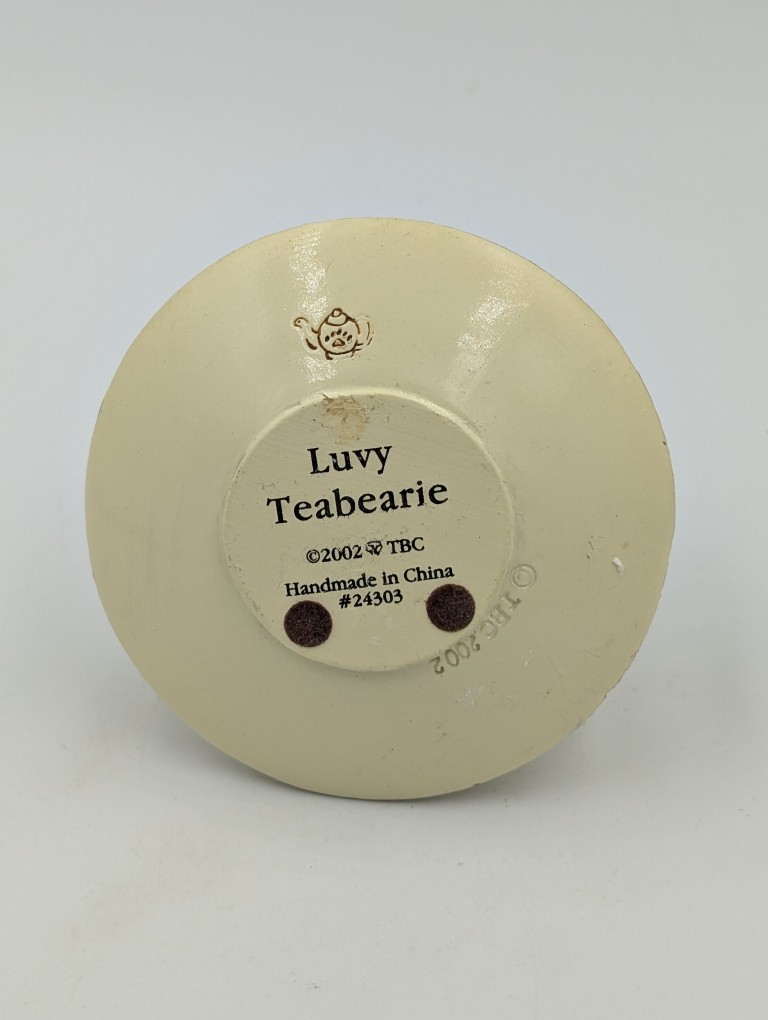 Luvy
Teabearie
©2002 TBC
Handmade in China
#24303
© TBC 2002